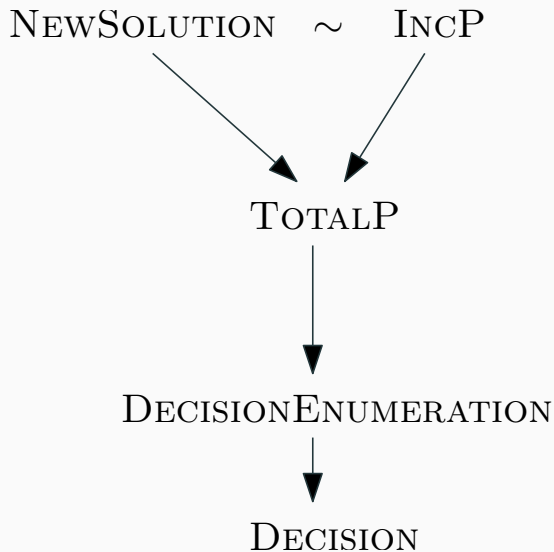 NEWSOLUTION ~ INCP
TOTALP
DECISIONENUMERATION
DECISION